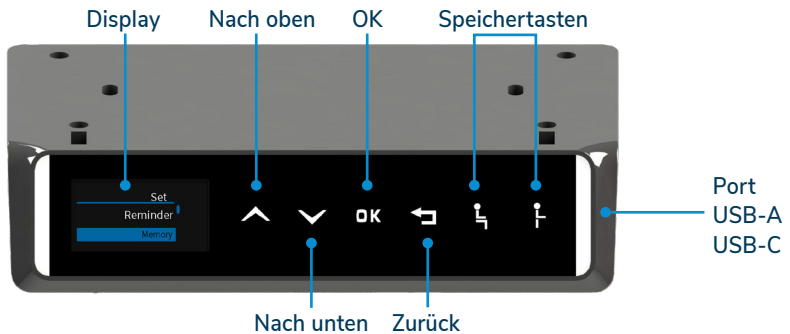 Display Nach oben OK Speichertasten
Set
Reminder
Memory
OK
Port
USB-A
USB-C
Nach unten Zurück